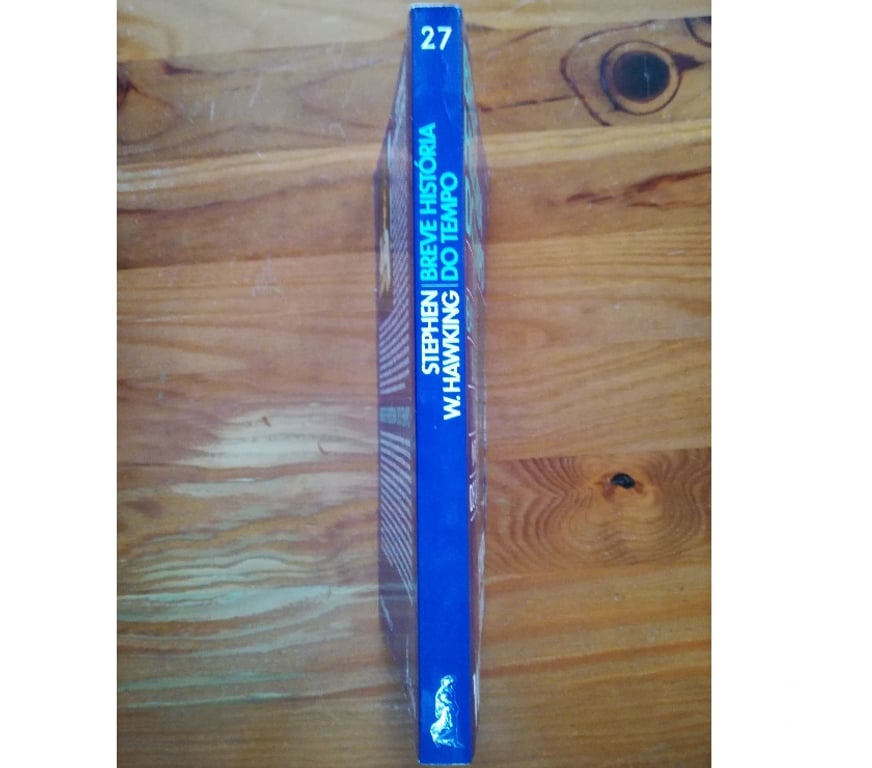 27
STEPHEN
W. HAWKING
BREVE HISTÓRIA
DO TEMPO